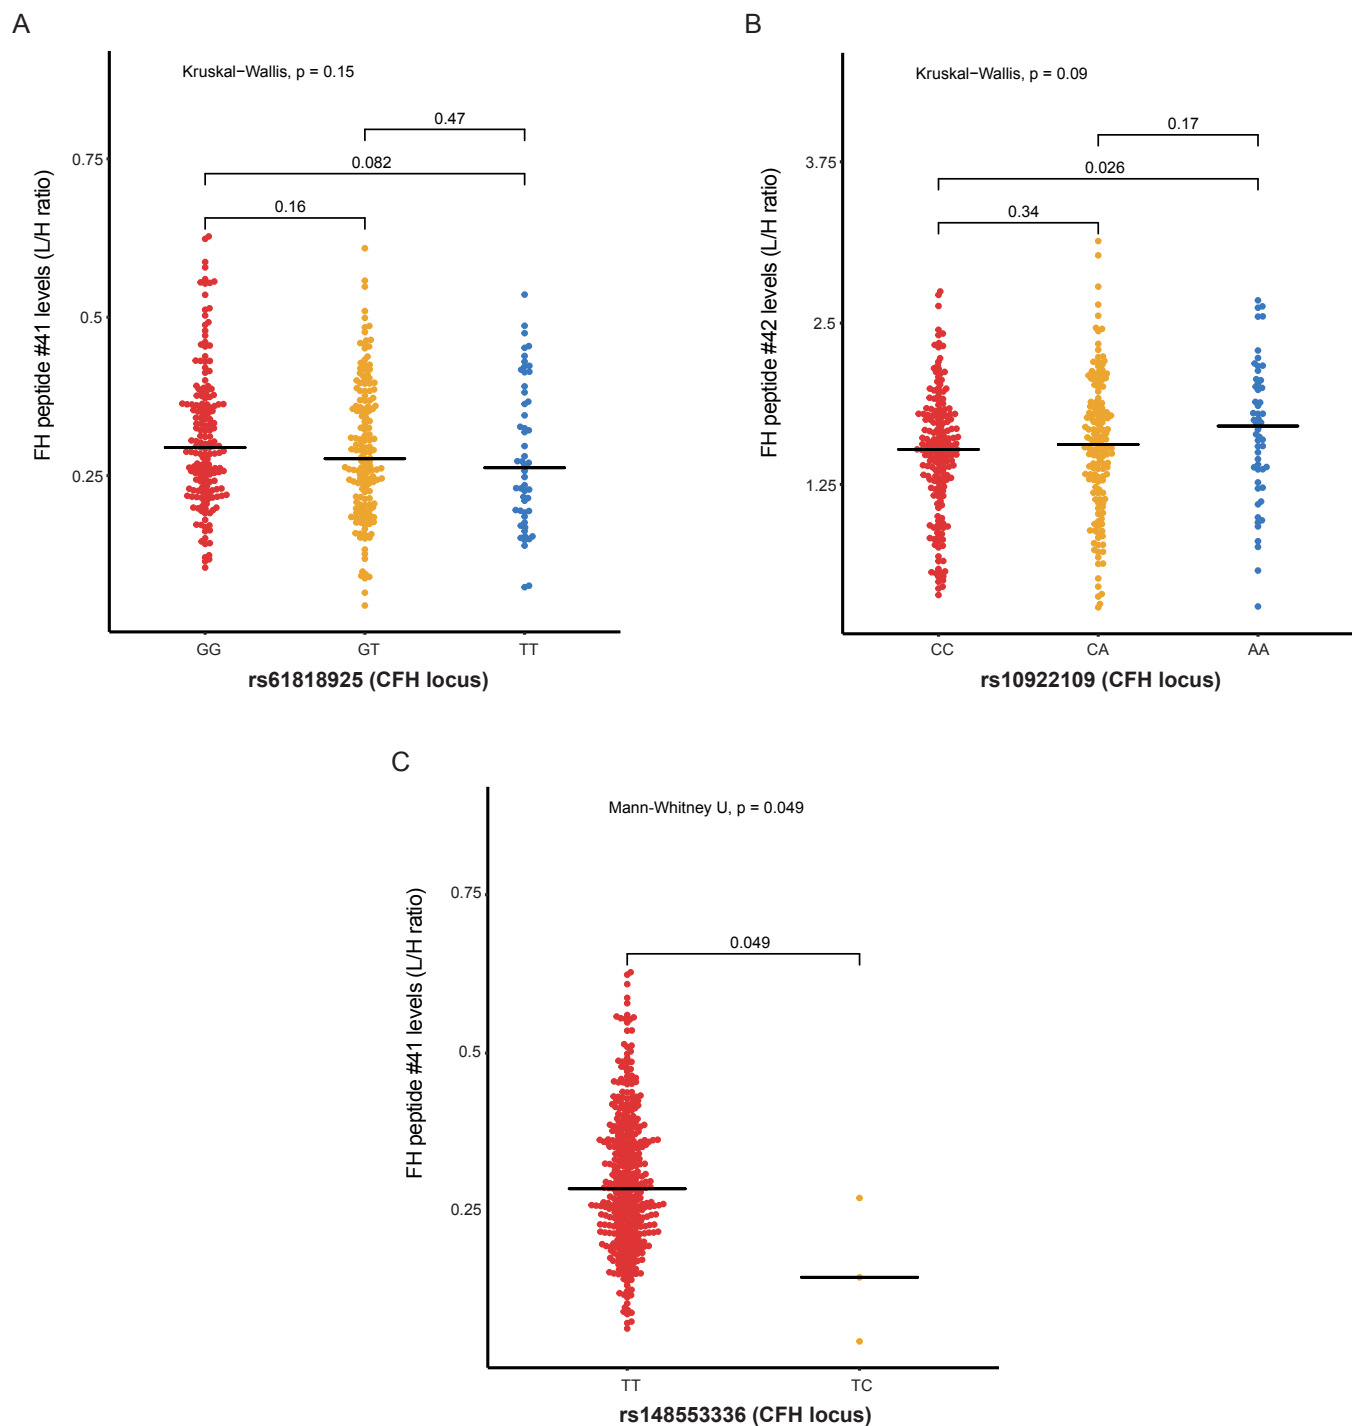 A
Kruskal−Wallis, p = 0.15
0.47
0.082
0.16
0.75
0.5
0.25
FH peptide #41 levels (L/H ratio)
GG GT TT
rs61818925 (CFH locus)
B
Kruskal−Wallis, p = 0.09
0.17
0.026
0.34
3.75
2.5
1.25
FH peptide #42 levels (L/H ratio)
CC CA AA
rs10922109 (CFH locus)
C
Mann-Whitney U, p = 0.049
0.049
0.75
0.5
0.25
FH peptide #41 levels (L/H ratio)
TT TC
rs148553336 (CFH locus)